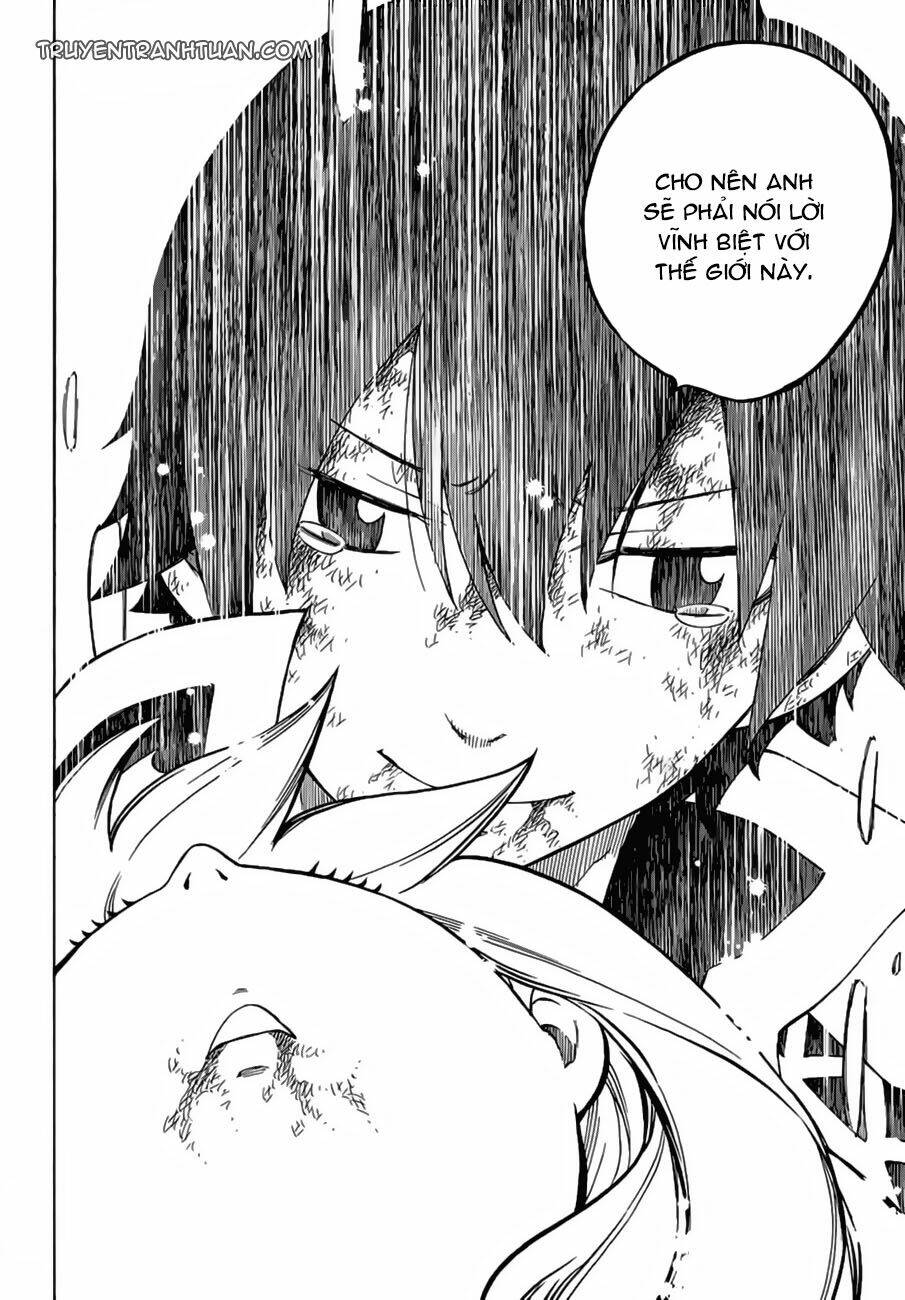 TRUYENTRANHTUAN.COM
CHO NÊN ANH
SẼ PHẢI NÓI LỜI
VĨNH BIỆT VỚI
THẾ GIỚI NÀY.